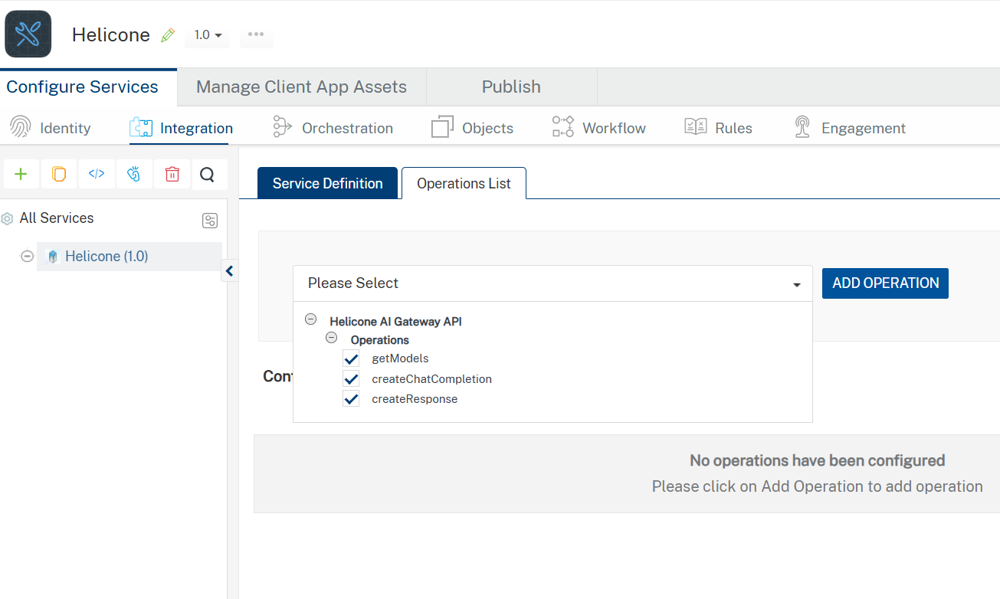 Helicone 1.0
Configure Services Manage Client App Assets Publish
Identity Integration Orchestration Objects Workflow Rules Engagement
Service Definition Operations List
All Services
Helicone (1.0)
Please Select
ADD OPERATION
Helicone AI Gateway API
Operations
getModels
createChatCompletion
createResponse
No operations have been configured
Please click on Add Operation to add operation